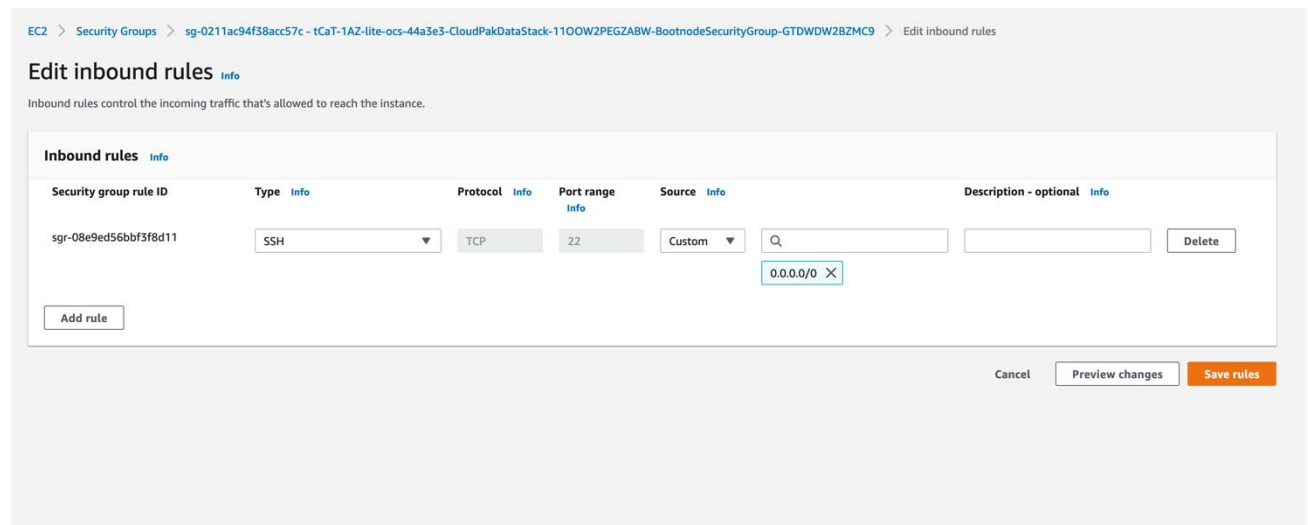 EC2 > Security Groups > sg-0211ac94f38acc57c - tCaT-1AZ-lite-ocs-44a3e3-CloudPakDataStack-11OOW2PEGZABW-BootnodeSecurityGroup-GTDWDW2BZMC9 > Edit inbound rules
Edit inbound rules Info
Inbound rules control the incoming traffic that's allowed to reach the instance.
Inbound rules Info
Security group rule ID Type Info Protocol Info Port range Info Source Info Description - optional Info
sgr-08e9ed56bbf3f8d11 SSH TCP 22 Custom Delete
0.0.0.0/0
Add rule
Cancel Preview changes Save rules